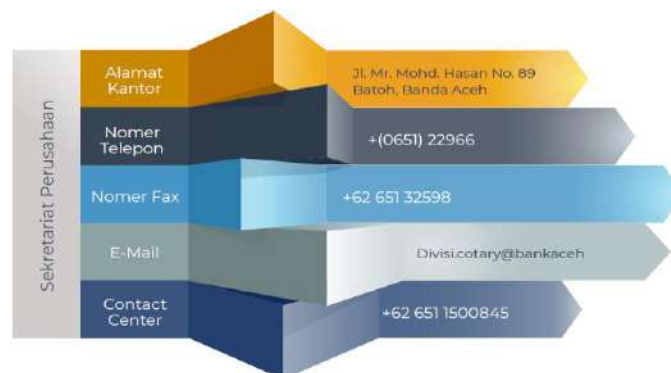 Sekretariat Perusahaan
Alamat
Kantor
Jl. Mr. Mohd. Hasan No. 89
Batoh, Banda Aceh
Nomer
Telepon
+(0651) 22966
Nomer Fax
+62 651 32598
E-Mail
Divisi.cotary@bankaceh
Contact
Center
+62 651 1500845